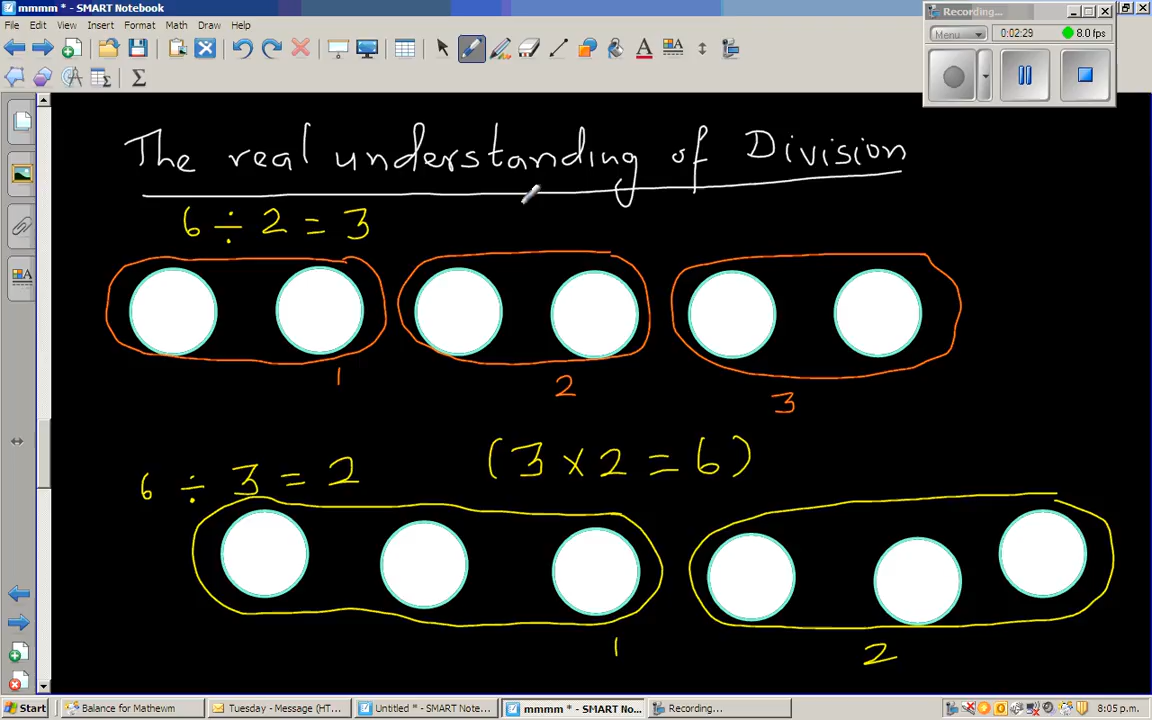 mmmm * - SMART Notebook
Recording...
File Edit View Insert Format Math Draw Help
Menu 0:02:29 8.0 fps
The real understanding of Division
6 ÷ 2 = 3
1 2 3
6 ÷ 3 = 2 (3 × 2 = 6)
1 2
Start Balance for Mathewm Tuesday - Message (HT... Untitled * - SMART Note... mmmm * - SMART No... Recording... 8:05 p.m.